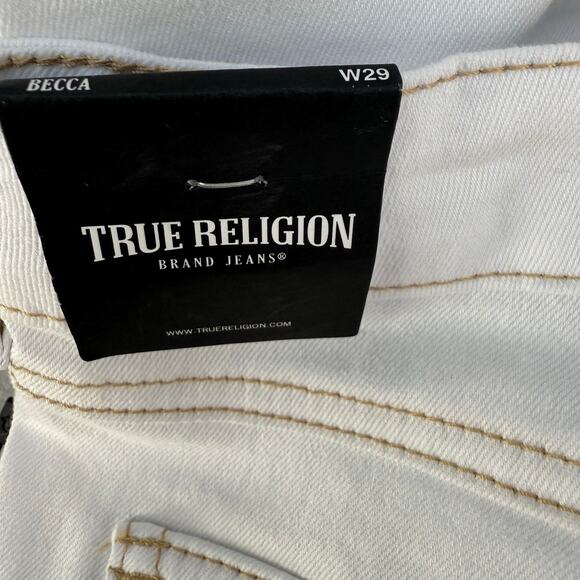 BECCA W29
TRUE RELIGION
BRAND JEANS®
WWW.TRUERELIGION.COM